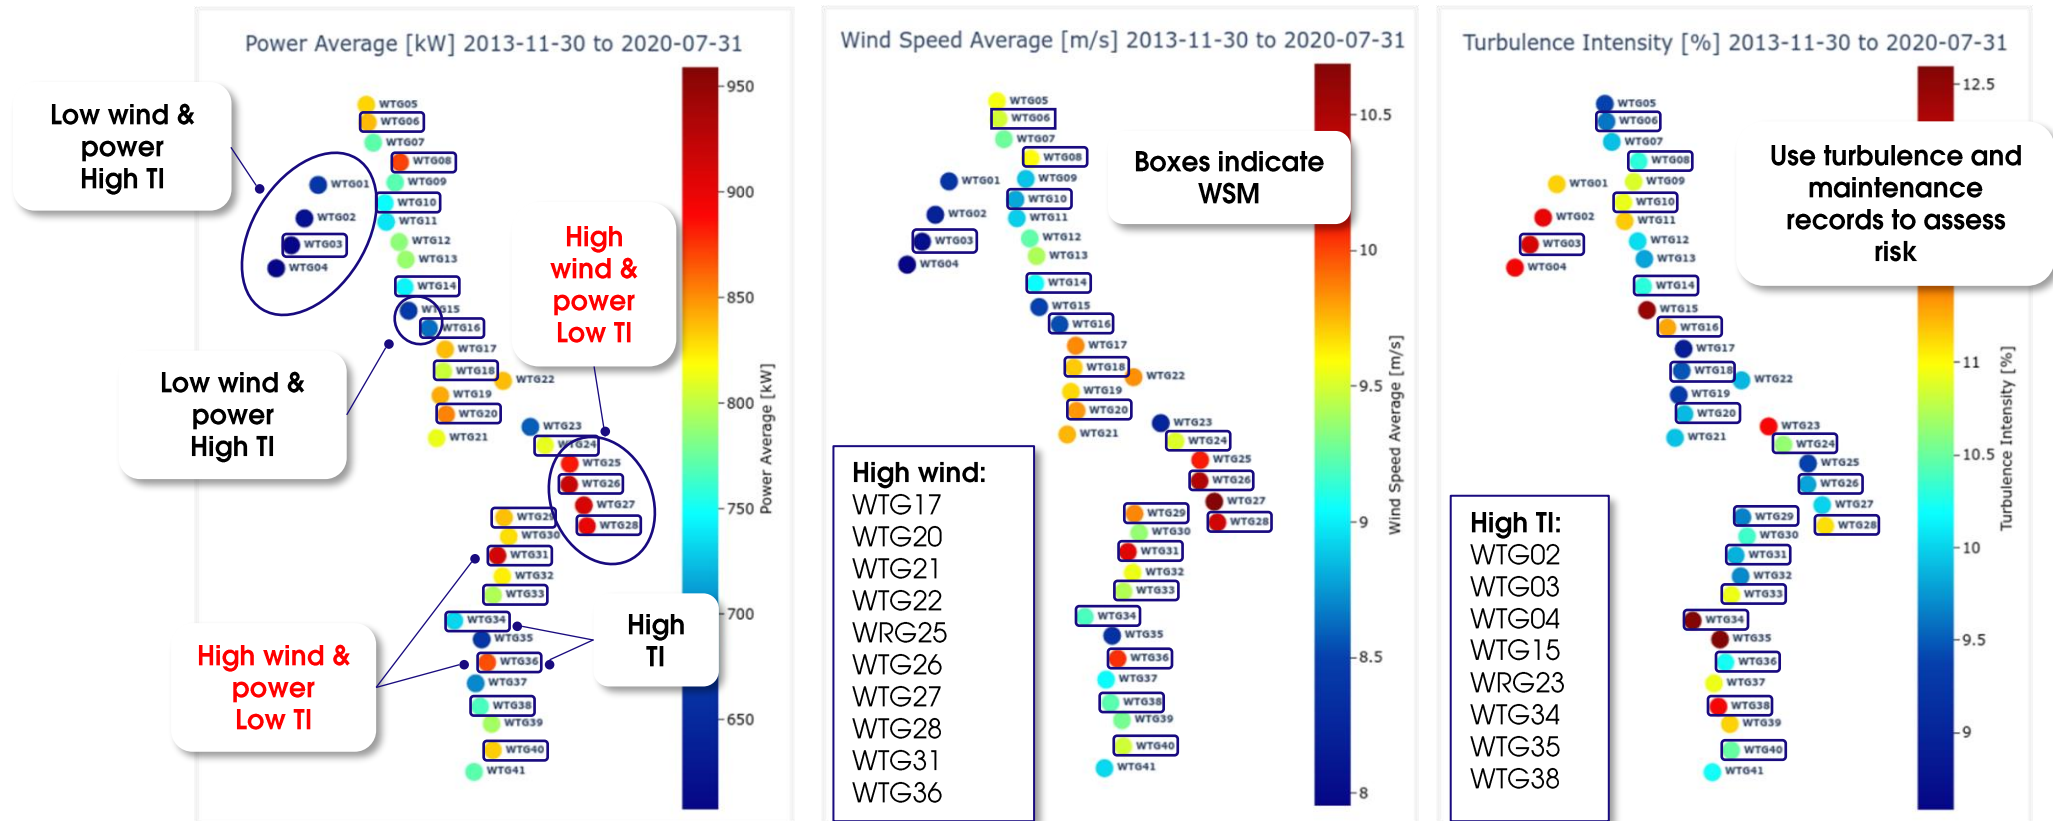 Power Average [kW] 2013-11-30 to 2020-07-31
Low wind &
power
High TI
WTG05
WTG06
WTG07
WTG08
WTG01
WTG09
WTG10
WTG02
WTG11
WTG03
WTG12
WTG04
WTG13
WTG14
WTG15
WTG16
WTG17
WTG18
WTG22
WTG19
WTG20
WTG23
WTG21
WTG24
WTG25
WTG26
WTG27
WTG29
WTG28
WTG30
WTG31
WTG32
WTG33
WTG34
WTG35
WTG36
WTG37
WTG38
WTG39
WTG40
WTG41
Low wind &
power
High TI
High
wind &
power
Low TI
High wind &
power
Low TI
High
TI
950
900
850
800
750
700
650
Power Average [kW]
Wind Speed Average [m/s] 2013-11-30 to 2020-07-31
WTG05
WTG06
WTG07
WTG08
WTG01
WTG09
WTG10
WTG02
WTG11
WTG03
WTG12
WTG04
WTG13
WTG14
WTG15
WTG16
WTG17
WTG18
WTG22
WTG19
WTG20
WTG23
WTG21
WTG24
WTG25
WTG26
WTG27
WTG29
WTG28
WTG30
WTG31
WTG32
WTG33
WTG34
WTG35
WTG36
WTG37
WTG38
WTG39
WTG40
WTG41
Boxes indicate
WSM
10.5
10
9.5
9
8.5
8
Wind Speed Average [m/s]
High wind:
WTG17
WTG20
WTG21
WTG22
WRG25
WTG26
WTG27
WTG28
WTG31
WTG36
Turbulence Intensity [%] 2013-11-30 to 2020-07-31
WTG05
WTG06
WTG07
WTG08
WTG01
WTG09
WTG10
WTG02
WTG11
WTG03
WTG12
WTG04
WTG13
WTG14
WTG15
WTG16
WTG17
WTG18
WTG22
WTG19
WTG20
WTG23
WTG21
WTG24
WTG25
WTG26
WTG27
WTG29
WTG28
WTG30
WTG31
WTG32
WTG33
WTG34
WTG35
WTG36
WTG37
WTG38
WTG39
WTG40
WTG41
Use turbulence and
maintenance
records to assess
risk
12.5
11
10.5
10
9.5
9
Turbulence Intensity [%]
High TI:
WTG02
WTG03
WTG04
WTG15
WRG23
WTG34
WTG35
WTG38